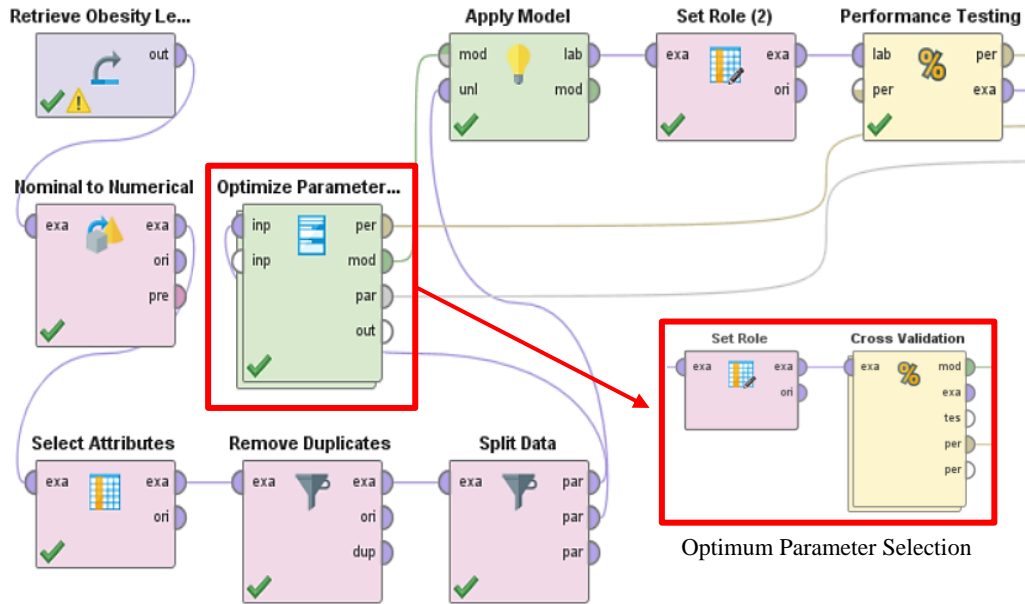 Retrieve Obesity Le...
out
Apply Model
mod
lab
unl
mod
Set Role (2)
exa
exa
ori
Performance Testing
%
lab
per
per
exa
Nominal to Numerical
exa
exa
ori
pre
Optimize Parameter...
inp
per
inp
mod
par
out
Set Role
exa
exa
ori
Cross Validation
%
exa
mod
exa
tes
per
per
Optimum Parameter Selection
Select Attributes
exa
exa
ori
Remove Duplicates
exa
exa
ori
dup
Split Data
exa
par
par
par